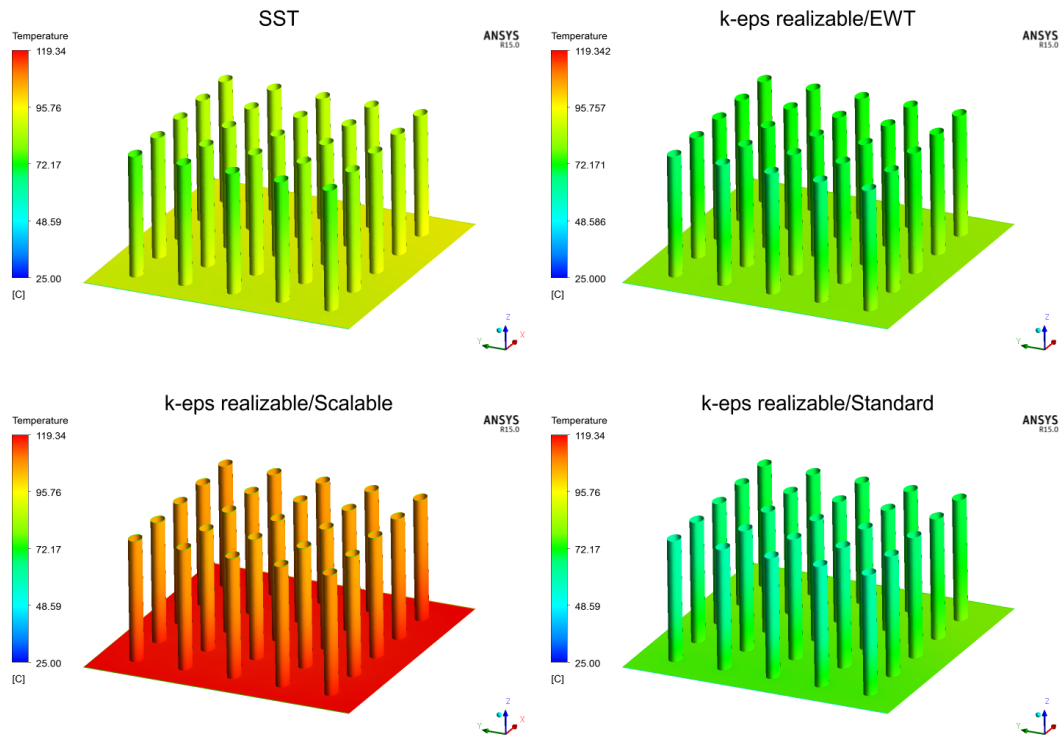 SST
Temperature
119.34
95.76
72.17
48.59
25.00
[C]
ANSYS
R15.0
Z
Y
X
k-eps realizable/EWT
Temperature
119.342
95.757
72.171
48.586
25.000
[C]
ANSYS
R15.0
Z
Y
X
k-eps realizable/Scalable
Temperature
119.34
95.76
72.17
48.59
25.00
[C]
ANSYS
R15.0
Z
Y
X
k-eps realizable/Standard
Temperature
119.34
95.76
72.17
48.59
25.00
[C]
ANSYS
R15.0
Z
Y
X